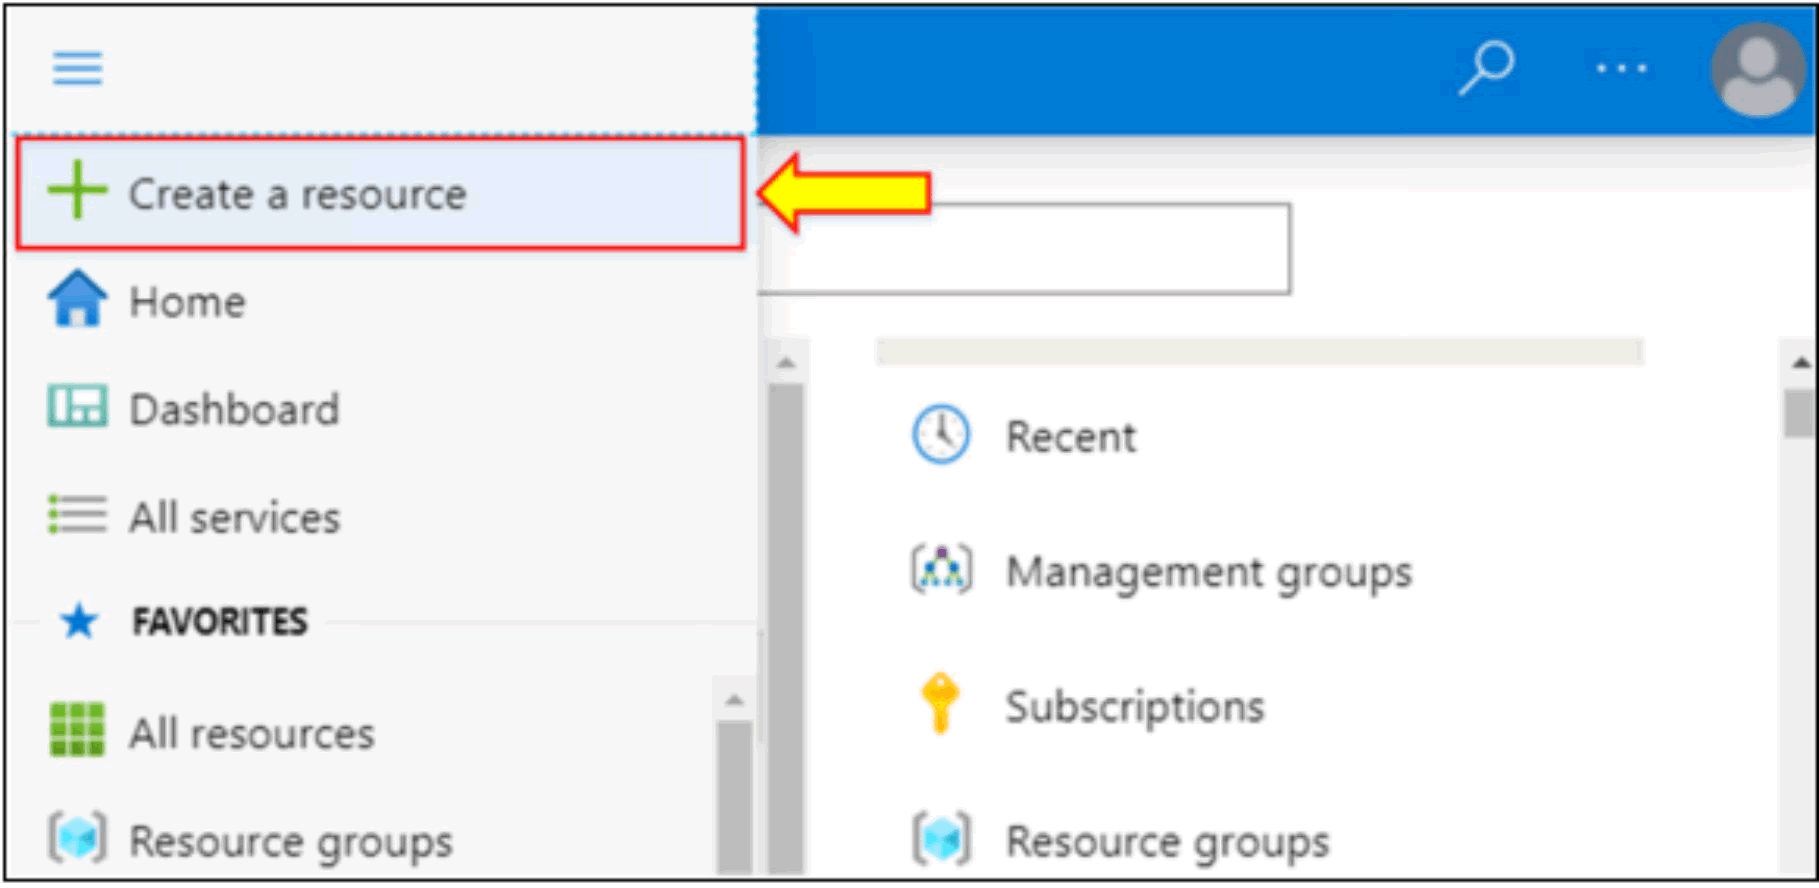 Create a resource
Home
Dashboard
All services
FAVORITES
All resources
Resource groups
Recent
Management groups
Subscriptions
Resource groups